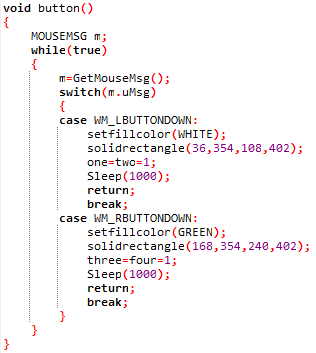 void button()
{
    MOUSEMSG m;
    while(true)
    {
        m=GetMouseMsg();
        switch(m.uMsg)
        {
        case WM_LBUTTONDOWN:
            setfillcolor(WHITE);
            solidrectangle(36,354,108,402);
            one=two=1;
            Sleep(1000);
            return;
            break;
        case WM_RBUTTONDOWN:
            setfillcolor(GREEN);
            solidrectangle(168,354,240,402);
            three=four=1;
            Sleep(1000);
            return;
            break;
        }
    }
}